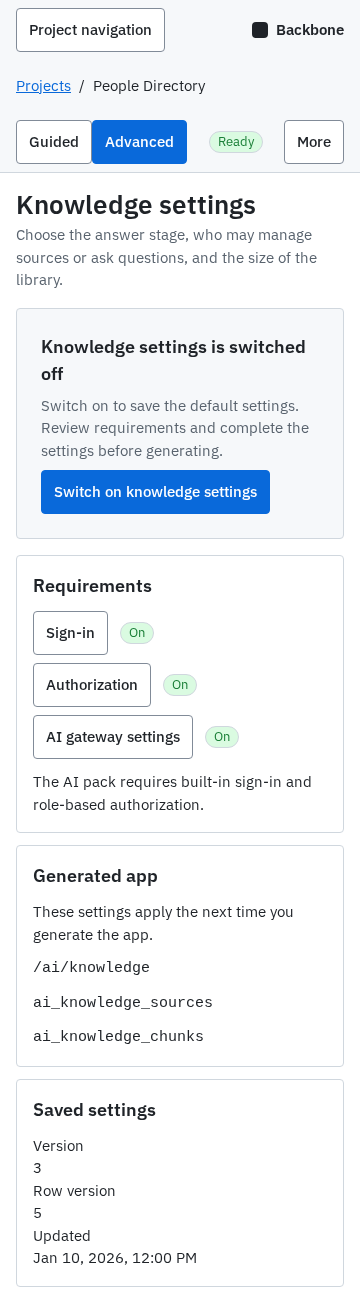 Project navigation
Backbone
Projects / People Directory
Guided
Advanced
Ready
More
Knowledge settings
Choose the answer stage, who may manage
sources or ask questions, and the size of the
library.
Knowledge settings is switched
off
Switch on to save the default settings.
Review requirements and complete the
settings before generating.
Switch on knowledge settings
Requirements
Sign-in
On
Authorization
On
AI gateway settings
On
The AI pack requires built-in sign-in and
role-based authorization.
Generated app
These settings apply the next time you
generate the app.
/ai/knowledge
ai_knowledge_sources
ai_knowledge_chunks
Saved settings
Version
3
Row version
5
Updated
Jan 10, 2026, 12:00 PM